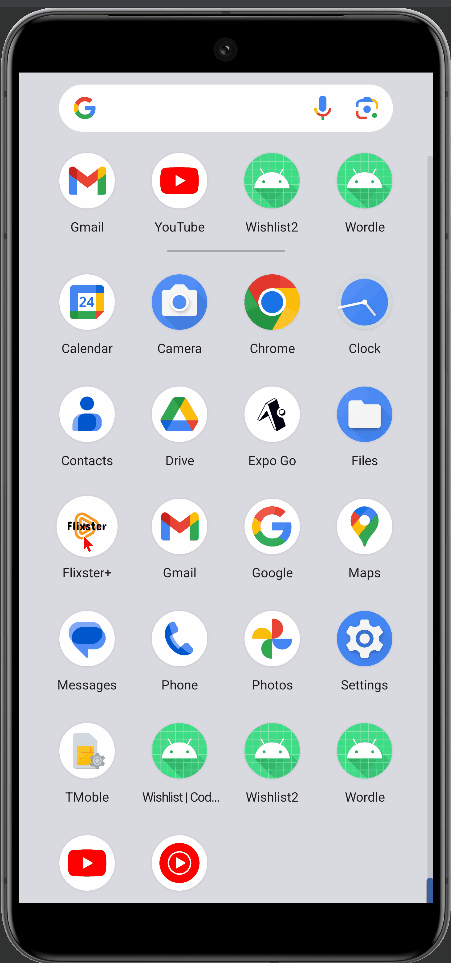 Gmail
YouTube
Wishlist2
Wordle
24
Calendar
Camera
Chrome
Clock
Contacts
Drive
Expo Go
Files
Flixster
Flixster+
Gmail
Google
Maps
Messages
Phone
Photos
Settings
TMoble
Wishlist | Cod...
Wishlist2
Wordle